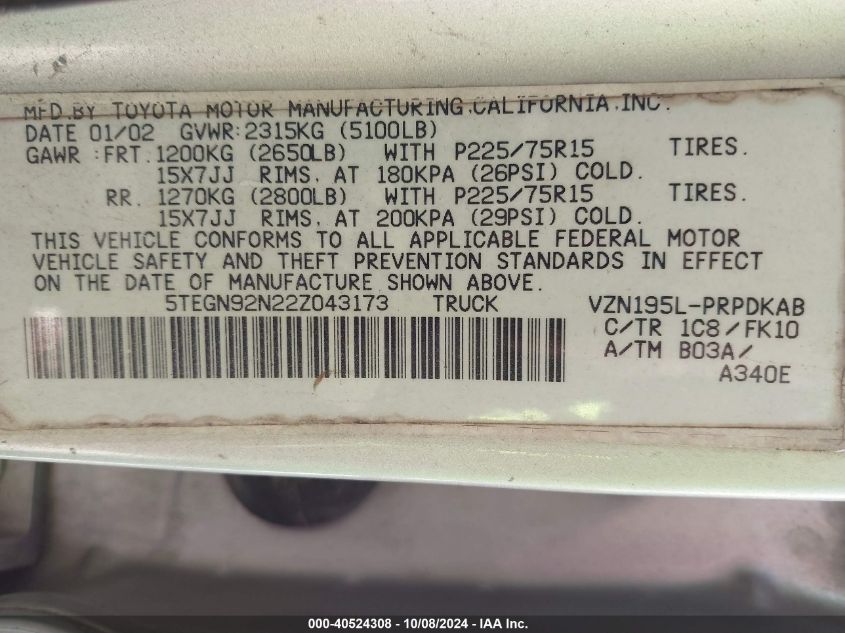 MFD.BY TOYOTA MOTOR MANUFACTURING,CALIFORNIA,INC.
DATE 01/02 GVWR:2315KG (5100LB)
GAWR :FRT.1200KG (2650LB) WITH P225/75R15 TIRES.
15X7JJ RIMS, AT 180KPA (26PSI) COLD.
RR. 1270KG (2800LB) WITH P225/75R15 TIRES.
15X7JJ RIMS, AT 200KPA (29PSI) COLD.
THIS VEHICLE CONFORMS TO ALL APPLICABLE FEDERAL MOTOR
VEHICLE SAFETY AND THEFT PREVENTION STANDARDS IN EFFECT
ON THE DATE OF MANUFACTURE SHOWN ABOVE.
5TEGN92N22Z043173 TRUCK VZN195L-PRPDKAB
C/TR 1C8/FK10
A/TM B03A/
A340E
000-40524308 - 10/08/2024 - IAA Inc.